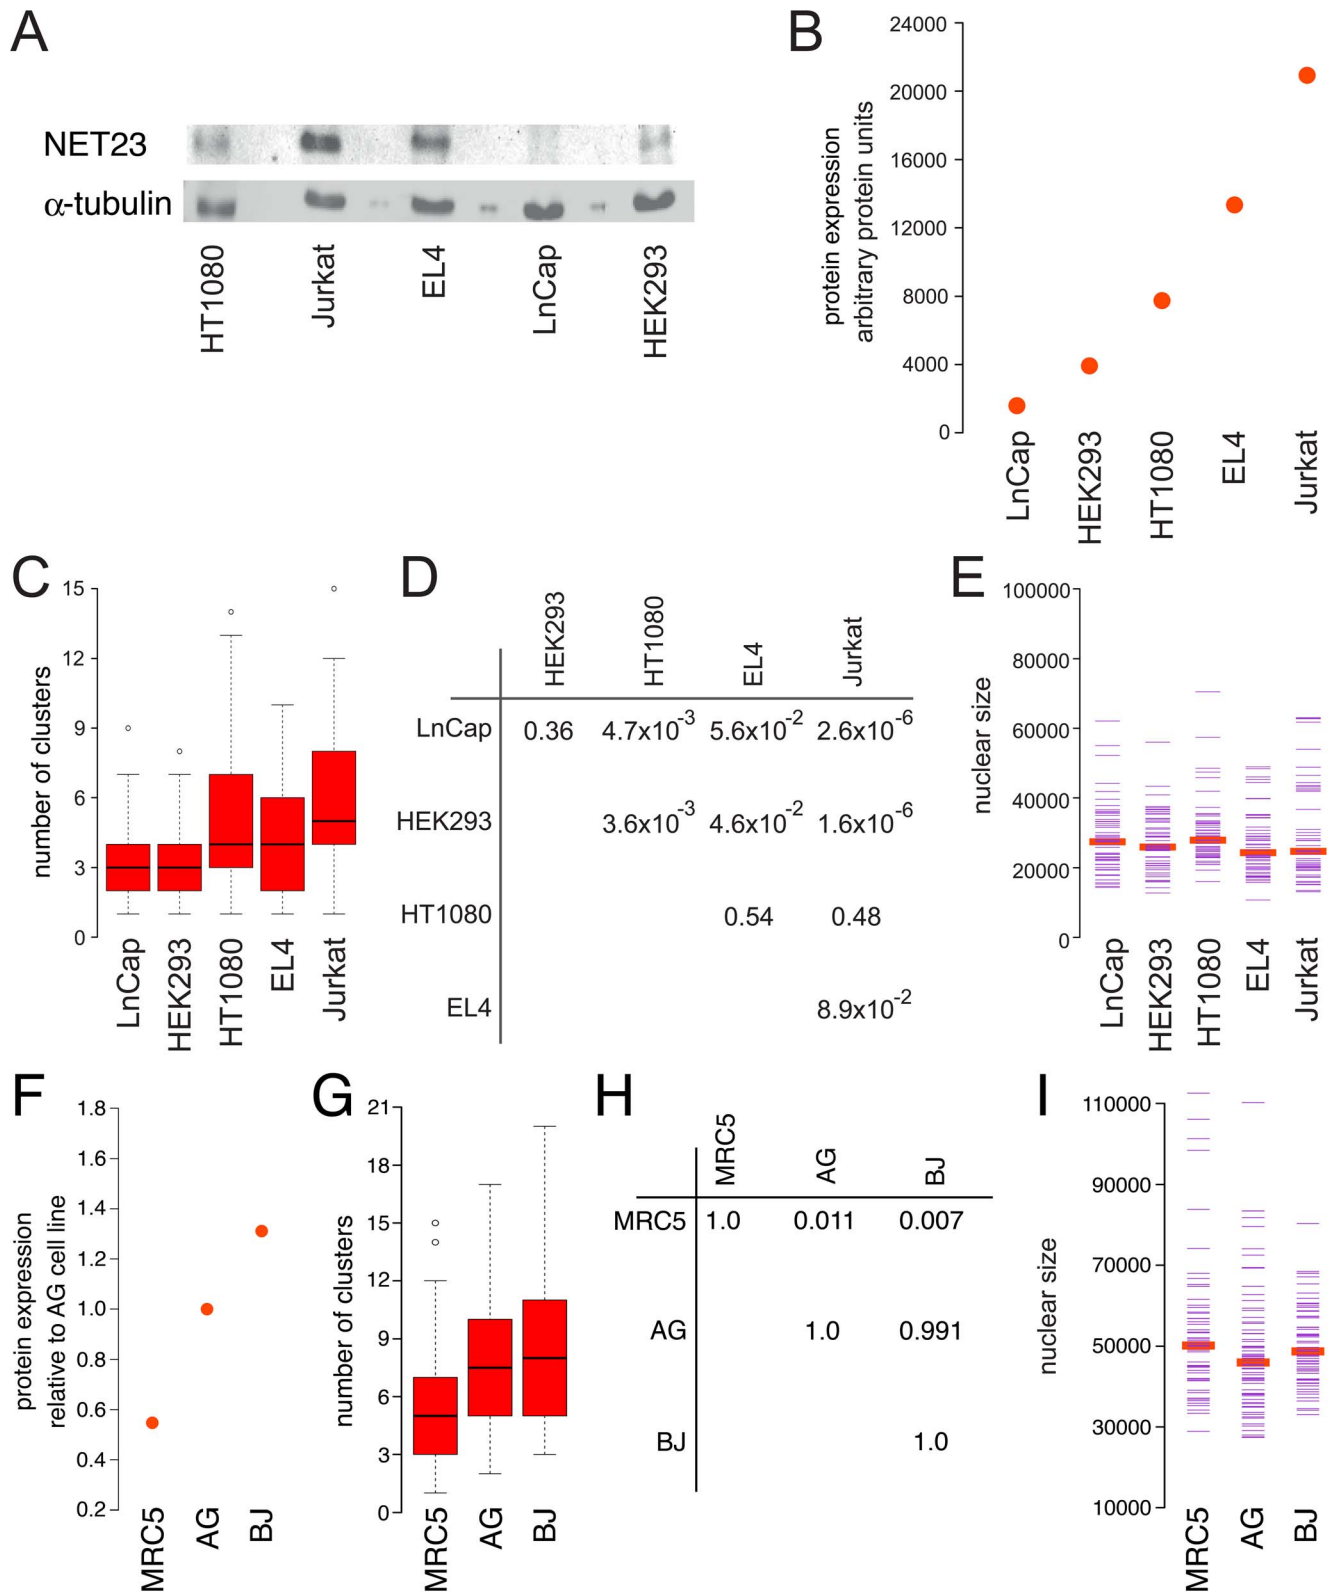 A
NET23
α-tubulin
HT1080
Jurkat
EL4
LnCap
HEK293
B
protein expression
arbitrary protein units
24000
20000
16000
12000
8000
4000
0
LnCap
HEK293
HT1080
EL4
Jurkat
C
number of clusters
15
12
9
6
3
0
LnCap
HEK293
HT1080
EL4
Jurkat
D
HEK293 HT1080 EL4 Jurkat
LnCap 0.36 4.7x10⁻³ 5.6x10⁻² 2.6x10⁻⁶
HEK293 3.6x10⁻³ 4.6x10⁻² 1.6x10⁻⁶
HT1080 0.54 0.48
EL4 8.9x10⁻²
E
nuclear size
100000
80000
60000
40000
20000
0
LnCap
HEK293
HT1080
EL4
Jurkat
F
protein expression
relative to AG cell line
1.8
1.6
1.4
1.2
1.0
0.8
0.6
0.4
0.2
MRC5
AG
BJ
G
number of clusters
21
18
15
12
9
6
3
0
MRC5
AG
BJ
H
MRC5 AG BJ
MRC5 1.0 0.011 0.007
AG 1.0 0.991
BJ 1.0
I
nuclear size
110000
90000
70000
50000
30000
10000
MRC5
AG
BJ